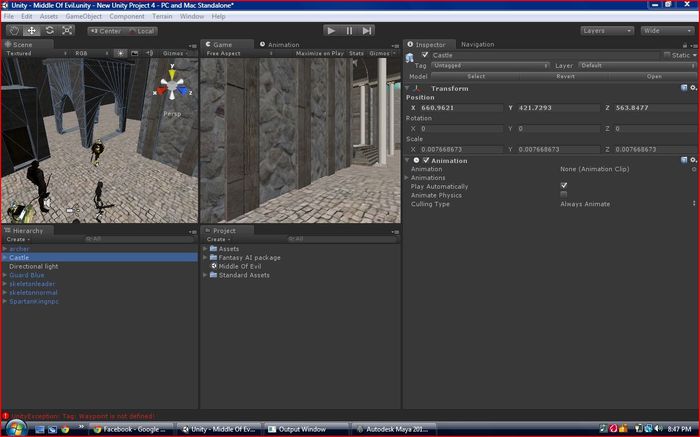 Unity - Middle Of Evil.unity - New Unity Project 4 - PC and Mac Standalone*
File Edit Assets GameObject Component Terrain Window Help
Center Local Layers Wide
Scene
Textured RGB Gizmos
y
x z
Persp
Game Animation
Free Aspect Maximize on Play Stats Gizmos
Inspector Navigation
Castle Static
Tag Untagged Layer Default
Model Select Revert Open
Transform
Position
X 660.9621 Y 421.7293 Z 563.8477
Rotation
X 0 Y 0 Z 0
Scale
X 0.007668673 Y 0.007668673 Z 0.007668673
Animation
Animation None (Animation Clip)
Animations
Play Automatically
Animate Physics
Culling Type Always Animate
Hierarchy
Create All
archer
Castle
Directional light
Guard Blue
skeletonleader
skeletonnormal
SpartanKingnpc
Project
Create All
Assets
Fantasy AI package
Middle Of Evil
Standard Assets
UnityException: Tag: Waypoint is not defined!
Facebook - Google ... Unity - Middle Of Ev... Output Window Autodesk Maya 201... 8:47 PM